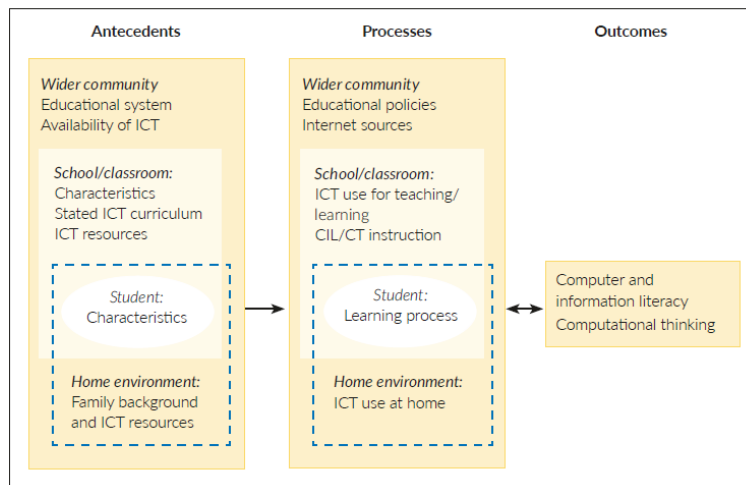 Antecedents
Processes
Outcomes
Wider community
Educational system
Availability of ICT
School/classroom:
Characteristics
Stated ICT curriculum
ICT resources
Student:
Characteristics
Home environment:
Family background
and ICT resources
Wider community
Educational policies
Internet sources
School/classroom:
ICT use for teaching/
learning
CIL/CT instruction
Student:
Learning process
Home environment:
ICT use at home
Computer and
information literacy
Computational thinking